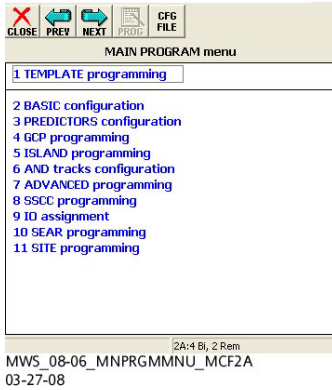 CLOSE PREV NEXT PROG CFG FILE
MAIN PROGRAM menu
1 TEMPLATE programming
2 BASIC configuration
3 PREDICTORS configuration
4 GCP programming
5 ISLAND programming
6 AND tracks configuration
7 ADVANCED programming
8 SSCC programming
9 IO assignment
10 SEAR programming
11 SITE programming
2A:4 Bi, 2 Rem
MWS_08-06_MNPRGMMNU_MCF2A
03-27-08